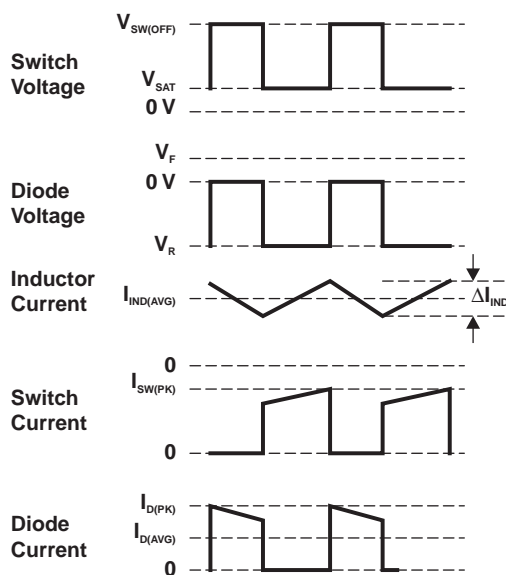 V_SW(OFF)
Switch
Voltage
V_SAT
0 V
V_F
0 V
Diode
Voltage
V_R
Inductor
Current
I_IND(AVG)
ΔI_IND
0
I_SW(PK)
Switch
Current
0
I_D(PK)
I_D(AVG)
Diode
Current
0